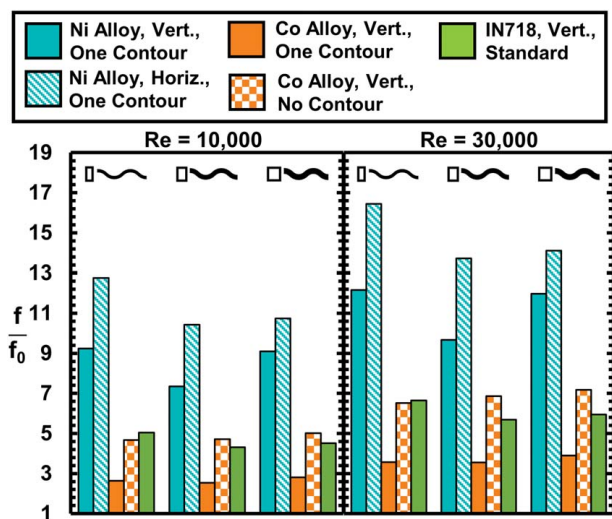 Ni Alloy, Vert.,
One Contour
Co Alloy, Vert.,
One Contour
IN718, Vert.,
Standard
Ni Alloy, Horiz.,
One Contour
Co Alloy, Vert.,
No Contour
Re = 10,000
Re = 30,000
19
17
15
13
11
9
7
5
3
1
f
f0